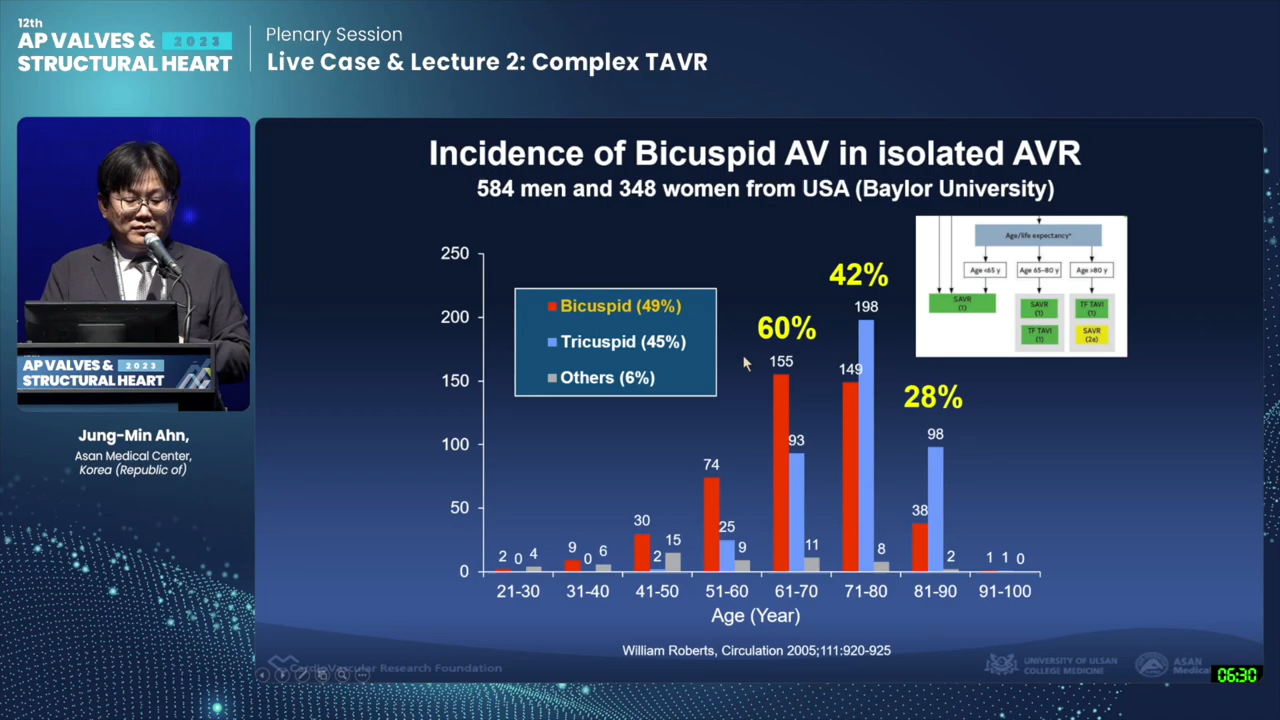 12th
AP VALVES & 2023
STRUCTURAL HEART
Plenary Session
Live Case & Lecture 2: Complex TAVR
AP VALVES & 2023
STRUCTURAL HEART
Jung-Min Ahn,
Asan Medical Center,
Korea (Republic of)
Incidence of Bicuspid AV in isolated AVR
584 men and 348 women from USA (Baylor University)
Age/life expectancy*
Age <65 y
Age 65–80 y
Age >80 y
SAVR
(1)
SAVR
(1)
TF TAVI
(1)
TF TAVI
(1)
SAVR
(2a)
Bicuspid (49%)
Tricuspid (45%)
Others (6%)
60%
42%
28%
250
200
150
100
50
0
2 0 4
9 0 6
30 2 15
74 25 9
155 93 11
149 198 8
38 98 2
1 1 0
21-30 31-40 41-50 51-60 61-70 71-80 81-90 91-100
Age (Year)
William Roberts, Circulation 2005;111:920-925
CardioVascular Research Foundation
UNIVERSITY OF ULSAN
COLLEGE MEDICINE
ASAN
Medical
06:30